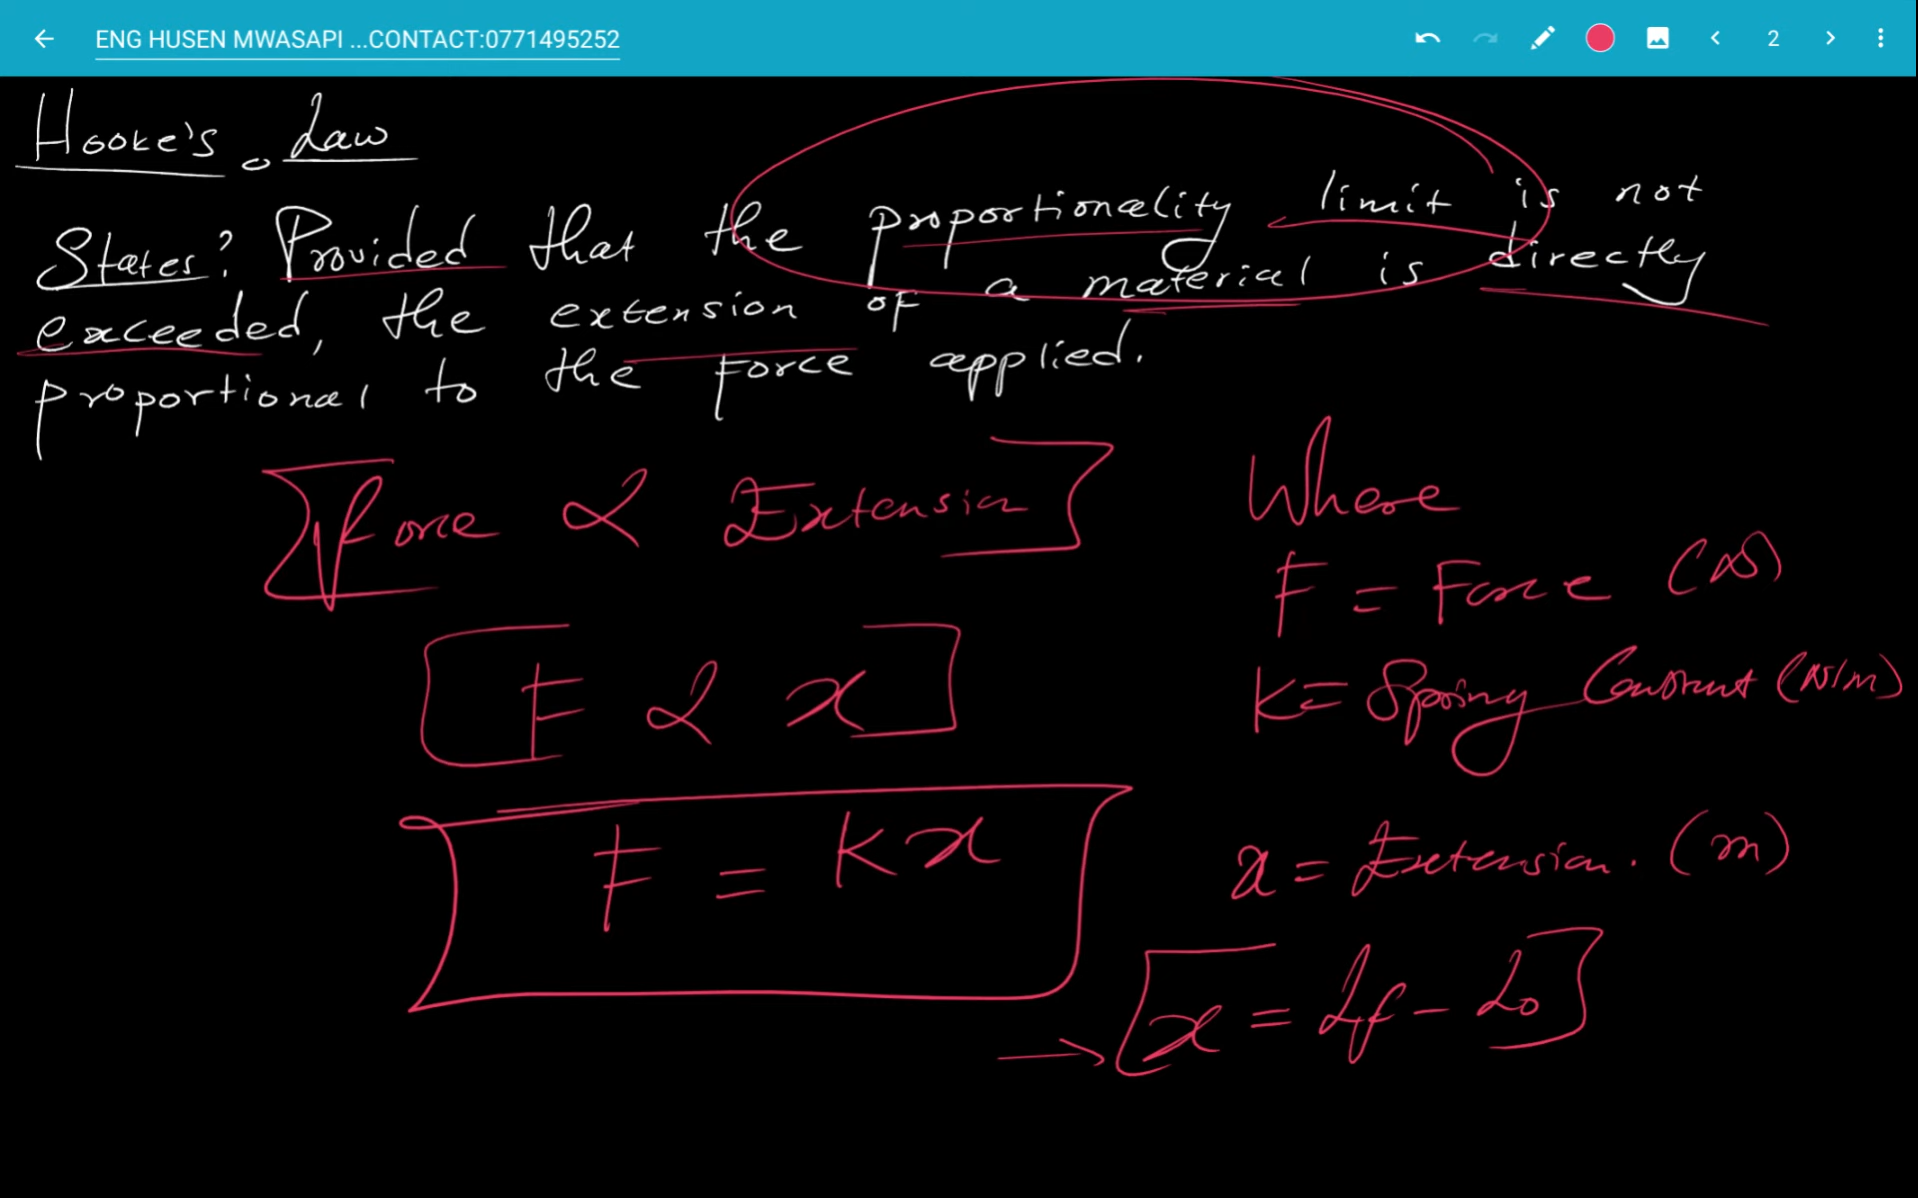 ENG HUSEN MWASAPI ...CONTACT:0771495252
2
Hooke's Law
States: Provided that the proportionality limit is not
exceeded, the extension of a material is directly
proportional to the force applied.
Force α Extension
F α x
F = Kx
Where
F = Force (N)
K = Spring Constant (N/m)
x = Extension. (m)
x = Lf - Lo